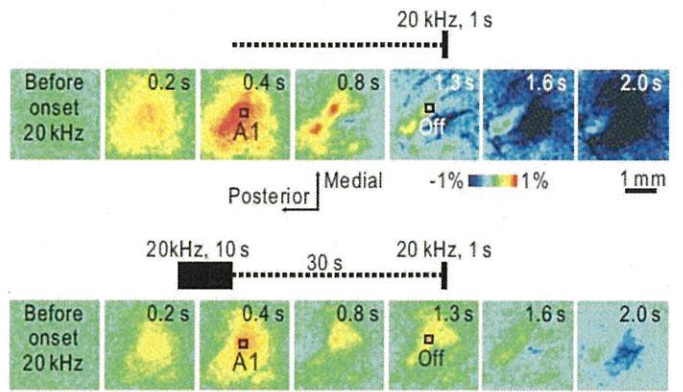 20 kHz, 1 s
Before onset 20 kHz
0.2 s
0.4 s
A1
0.8 s
1.3 s
Off
1.6 s
2.0 s
Posterior
Medial
-1%
1%
1 mm
20kHz, 10 s
30s
20 kHz, 1 s
Before onset 20 kHz
0.2 s
0.4 s
A1
0.8 s
1.3 s
Off
1.6 s
2.0 s